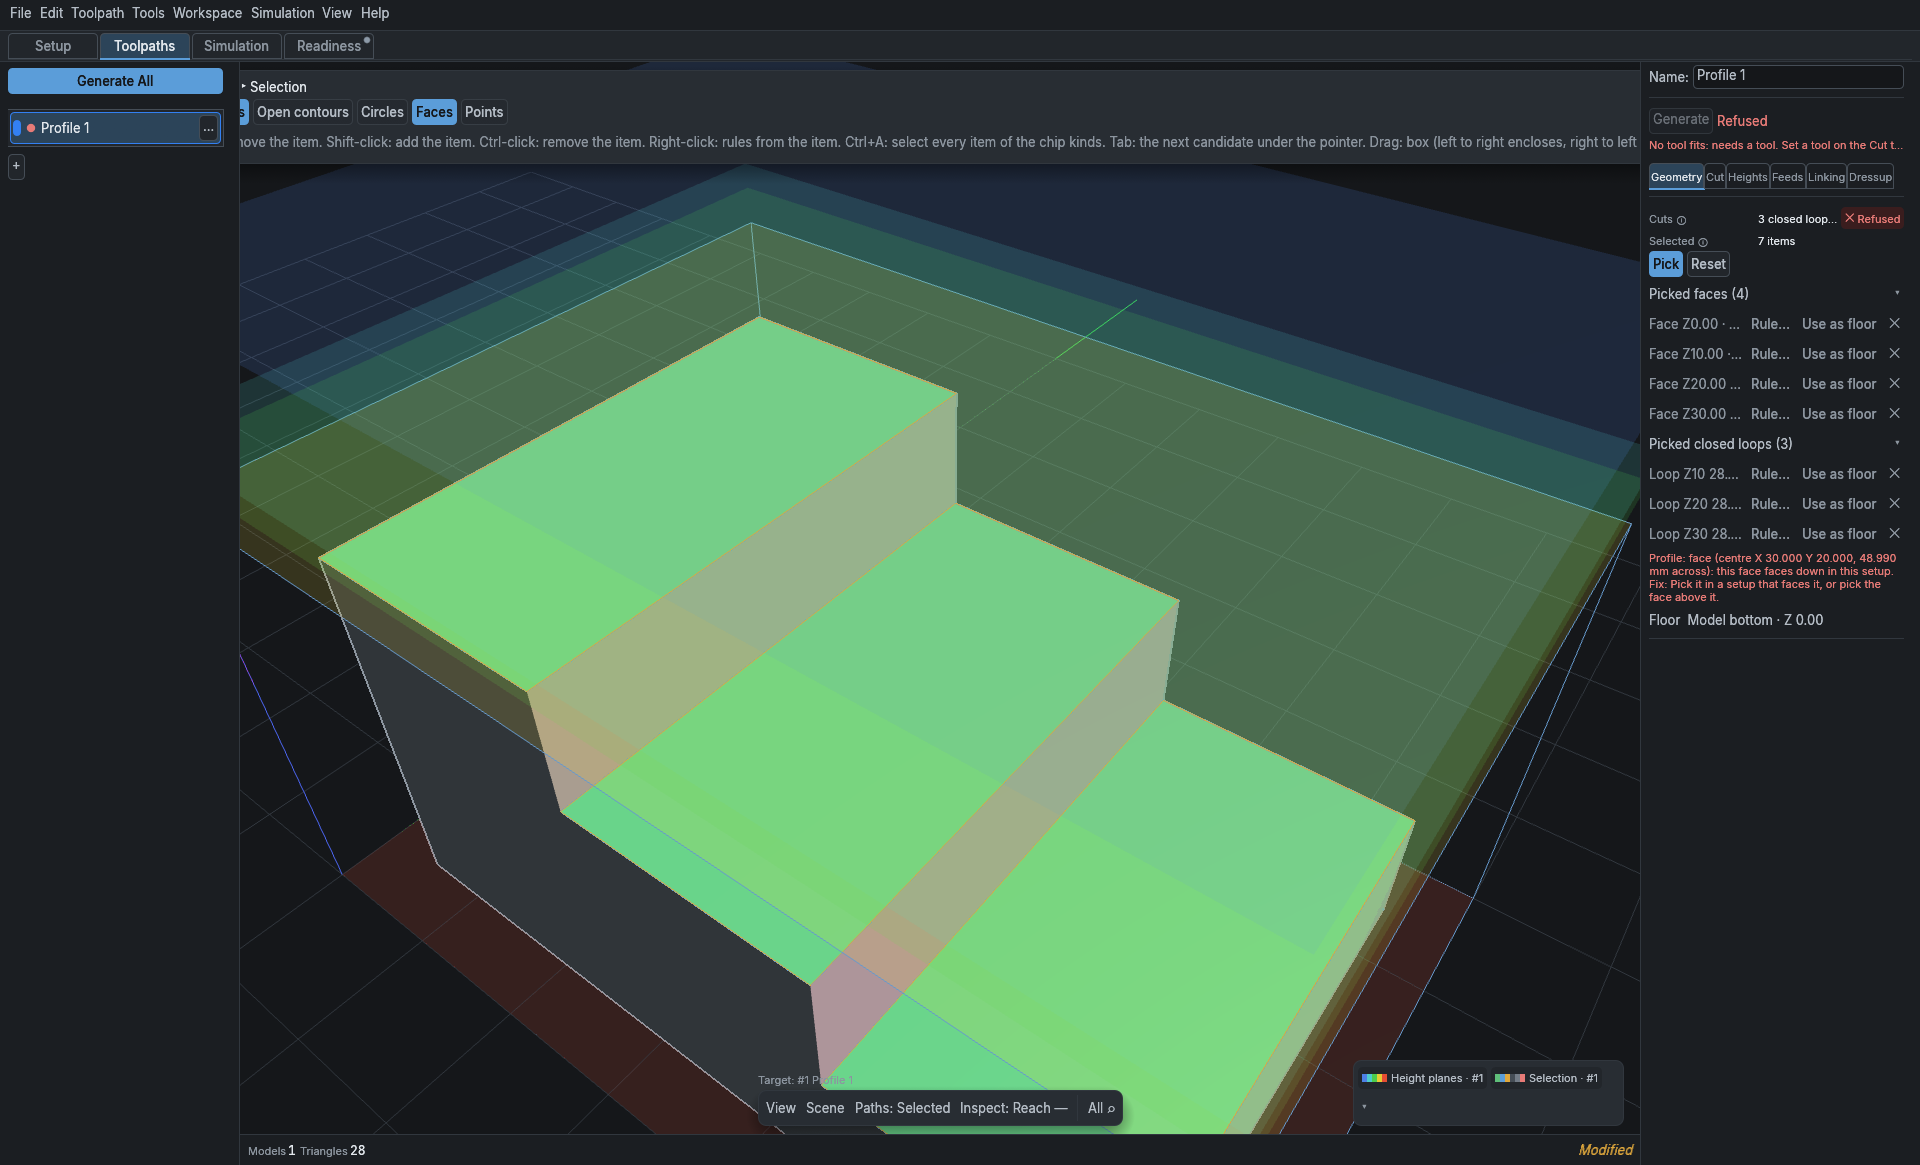 File Edit Toolpath Tools Workspace Simulation View Help
Setup Toolpaths Simulation Readiness
Generate All
Profile 1 ...
+
Selection
s Open contours Circles Faces Points
nove the item. Shift-click: add the item. Ctrl-click: remove the item. Right-click: rules from the item. Ctrl+A: select every item of the chip kinds. Tab: the next candidate under the pointer. Drag: box (left to right encloses, right to left
Name: Profile 1
Generate Refused
No tool fits: needs a tool. Set a tool on the Cut t...
Geometry Cut Heights Feeds Linking Dressup
Cuts 3 closed loop... Refused
Selected 7 items
Pick Reset
Picked faces (4)
Face Z0.00 · ... Rule... Use as floor
Face Z10.00 ·... Rule... Use as floor
Face Z20.00 ... Rule... Use as floor
Face Z30.00 ... Rule... Use as floor
Picked closed loops (3)
Loop Z10 28.... Rule... Use as floor
Loop Z20 28.... Rule... Use as floor
Loop Z30 28.... Rule... Use as floor
Profile: face (centre X 30.000 Y 20.000, 48.990
mm across): this face faces down in this setup.
Fix: Pick it in a setup that faces it, or pick the
face above it.
Floor Model bottom · Z 0.00
Target: #1 Profile 1
View Scene Paths: Selected Inspect: Reach — All
Height planes · #1 Selection · #1
Models 1 Triangles 28
Modified